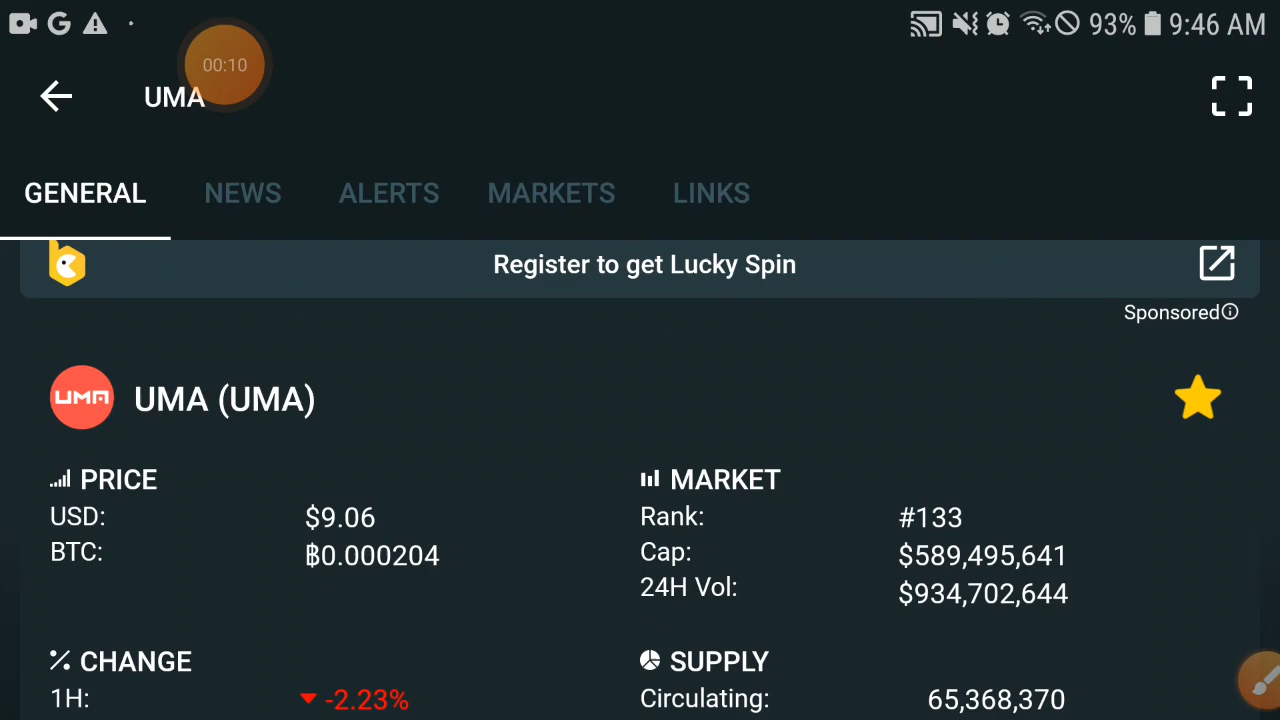 93% 9:46 AM
00:10
UMA
GENERAL NEWS ALERTS MARKETS LINKS
Register to get Lucky Spin
Sponsored
UMA UMA (UMA)
PRICE
USD: $9.06
BTC: ฿0.000204
MARKET
Rank: #133
Cap: $589,495,641
24H Vol: $934,702,644
CHANGE
1H: -2.23%
SUPPLY
Circulating: 65,368,370